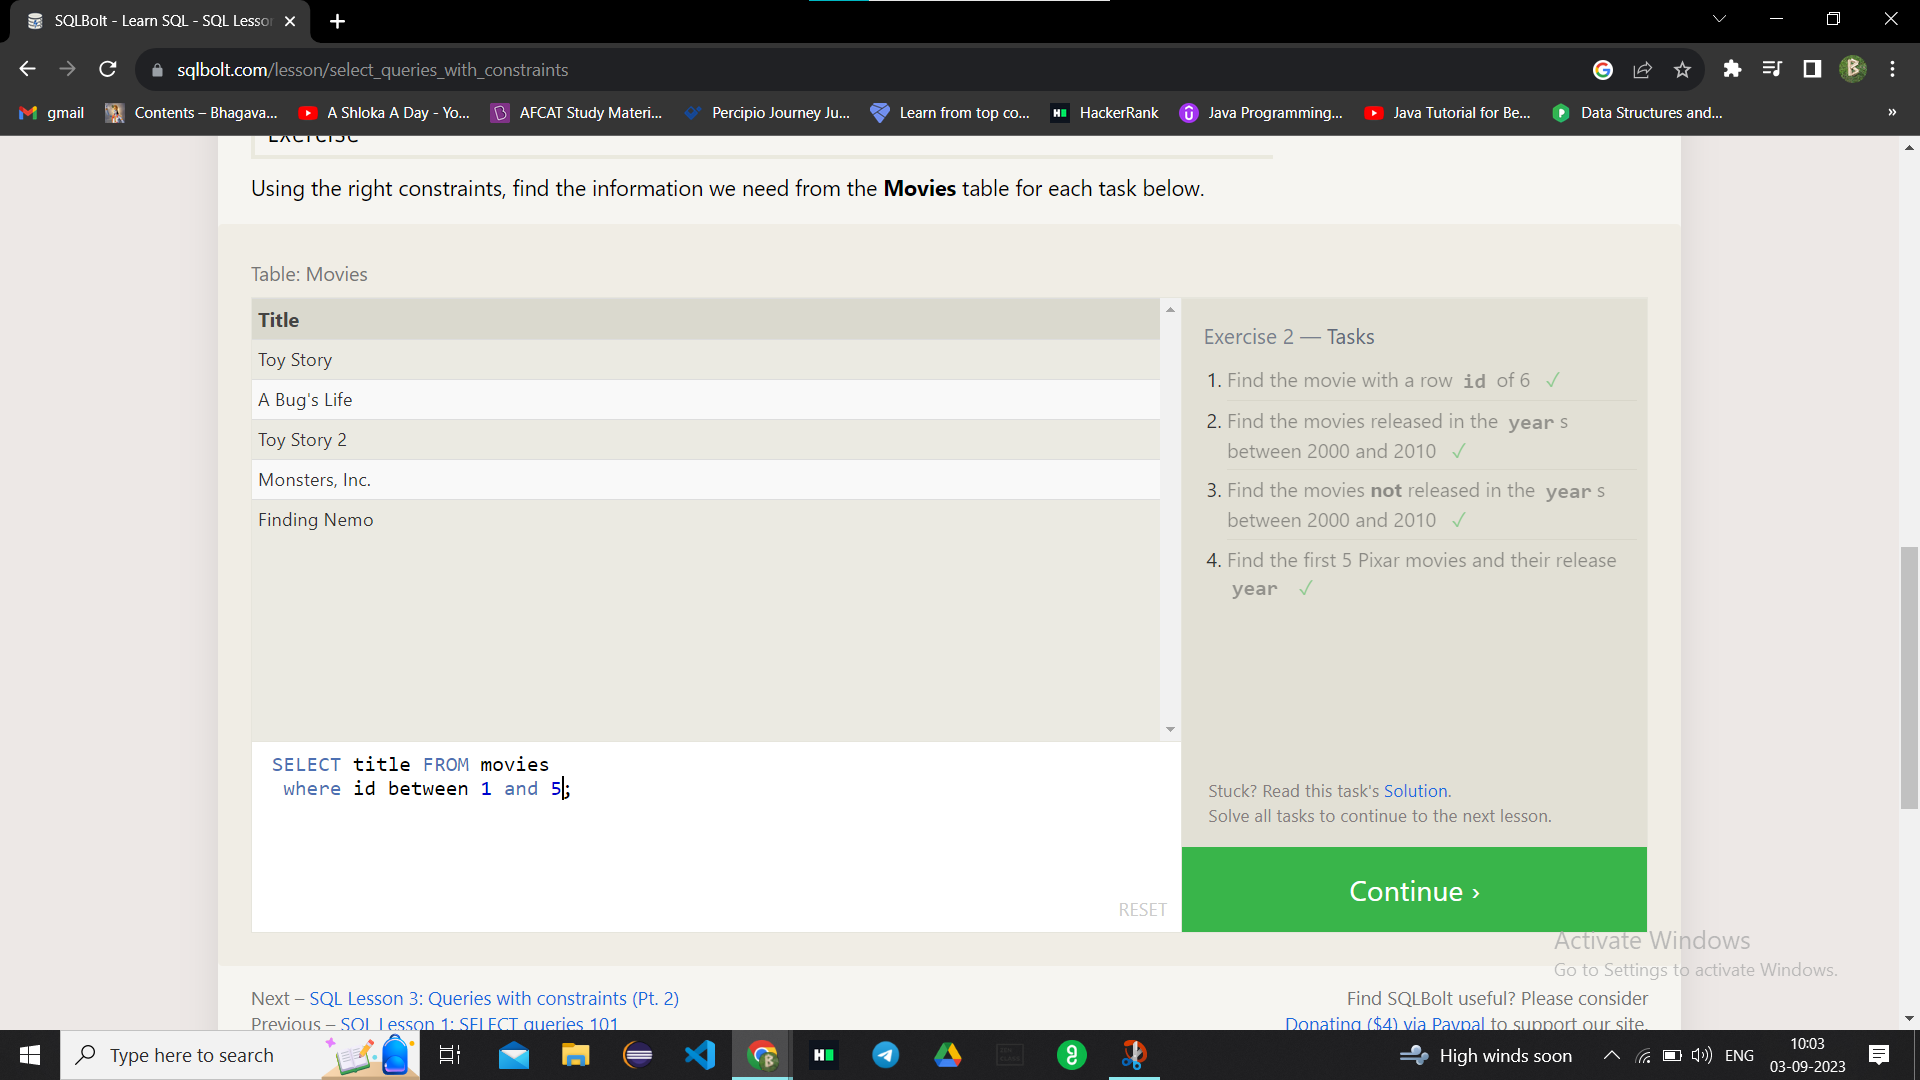 SQLBolt - Learn SQL - SQL Lesson
sqlbolt.com/lesson/select_queries_with_constraints
gmail
Contents – Bhagava...
A Shloka A Day - Yo...
AFCAT Study Materi...
Percipio Journey Ju...
Learn from top co...
HackerRank
Java Programming...
Java Tutorial for Be...
Data Structures and...
»
Exercise
Using the right constraints, find the information we need from the Movies table for each task below.
Table: Movies
Title
Toy Story
A Bug's Life
Toy Story 2
Monsters, Inc.
Finding Nemo
SELECT title FROM movies
where id between 1 and 5;
RESET
Exercise 2 — Tasks
1. Find the movie with a row id of 6 ✓
2. Find the movies released in the year s
between 2000 and 2010 ✓
3. Find the movies not released in the year s
between 2000 and 2010 ✓
4. Find the first 5 Pixar movies and their release
year ✓
Stuck? Read this task's Solution.
Solve all tasks to continue to the next lesson.
Continue ›
Activate Windows
Go to Settings to activate Windows.
Next – SQL Lesson 3: Queries with constraints (Pt. 2)
Previous – SQL Lesson 1: SELECT queries 101
Find SQLBolt useful? Please consider
Donating ($4) via Paypal to support our site.
Type here to search
High winds soon
ENG
10:03
03-09-2023